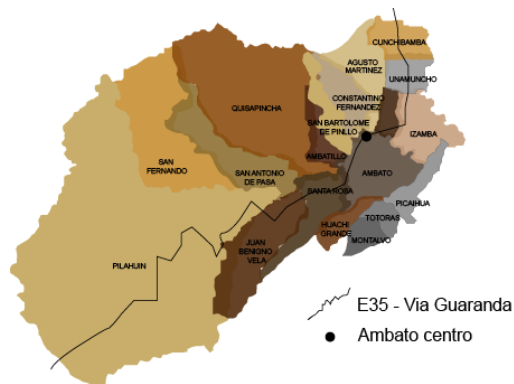 CUNCHIBAMBA
AGUSTO
MARTINEZ
UNAMUNCHO
QUISAPINCHA
CONSTANTINO
FERNANDEZ
SAN BARTOLOME
DE PINLLO
IZAMBA
AMBATILLO
SAN
FERNANDO
SAN ANTONIO
DE PASA
AMBATO
SANTA ROSA
PICAIHUA
TOTORAS
HUACHI
GRANDE
MONTALVO
JUAN
BENIGNO
VELA
PILAHUIN
E35 - Via Guaranda
Ambato centro